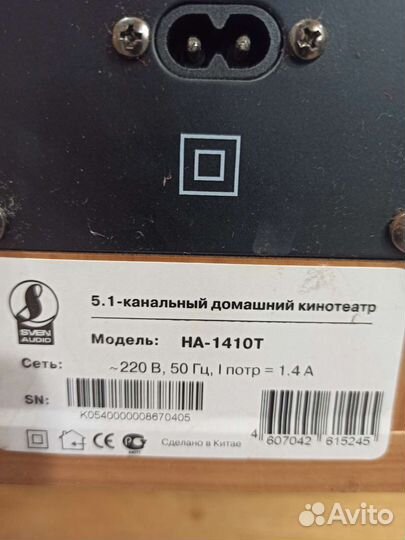 SVEN
AUDIO
5.1-канальный домашний кинотеатр
Модель: HA-1410T
Сеть: ~220 В, 50 Гц, I потр = 1.4 A
SN:
K0540000008670405
Сделано в Китае
4 607042 615245
Avito